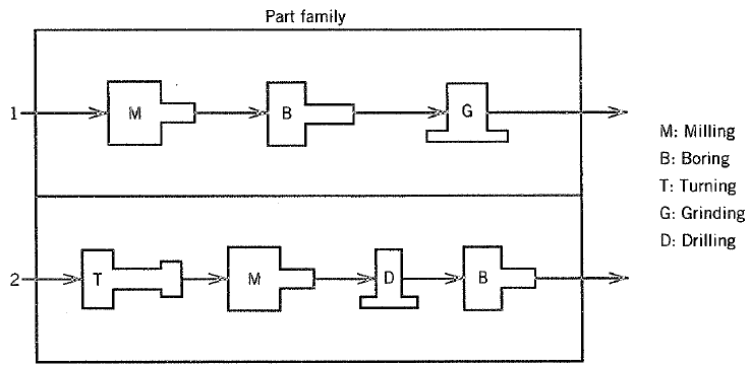 Part family
1
M
B
G
2
T
M
D
B
M: Milling
B: Boring
T: Turning
G: Grinding
D: Drilling